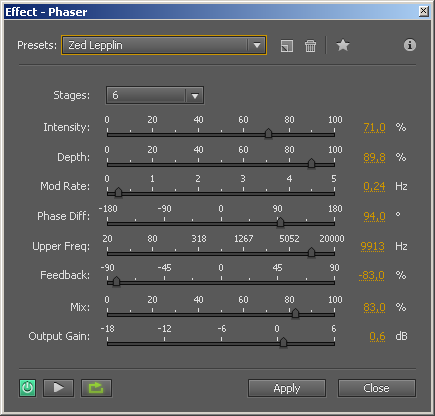 Effect - Phaser
Presets: Zed Lepplin
Stages: 6
0 20 40 60 80 100
Intensity: 71,0 %
0 20 40 60 80 100
Depth: 89,8 %
0 1 2 3 4 5
Mod Rate: 0,24 Hz
-180 -90 0 90 180
Phase Diff: 94,0 °
20 80 318 1267 5052 20000
Upper Freq: 9913 Hz
-90 -45 0 45 90
Feedback: -83,0 %
0 20 40 60 80 100
Mix: 83,0 %
-18 -12 -6 0 6
Output Gain: 0,6 dB
Apply Close